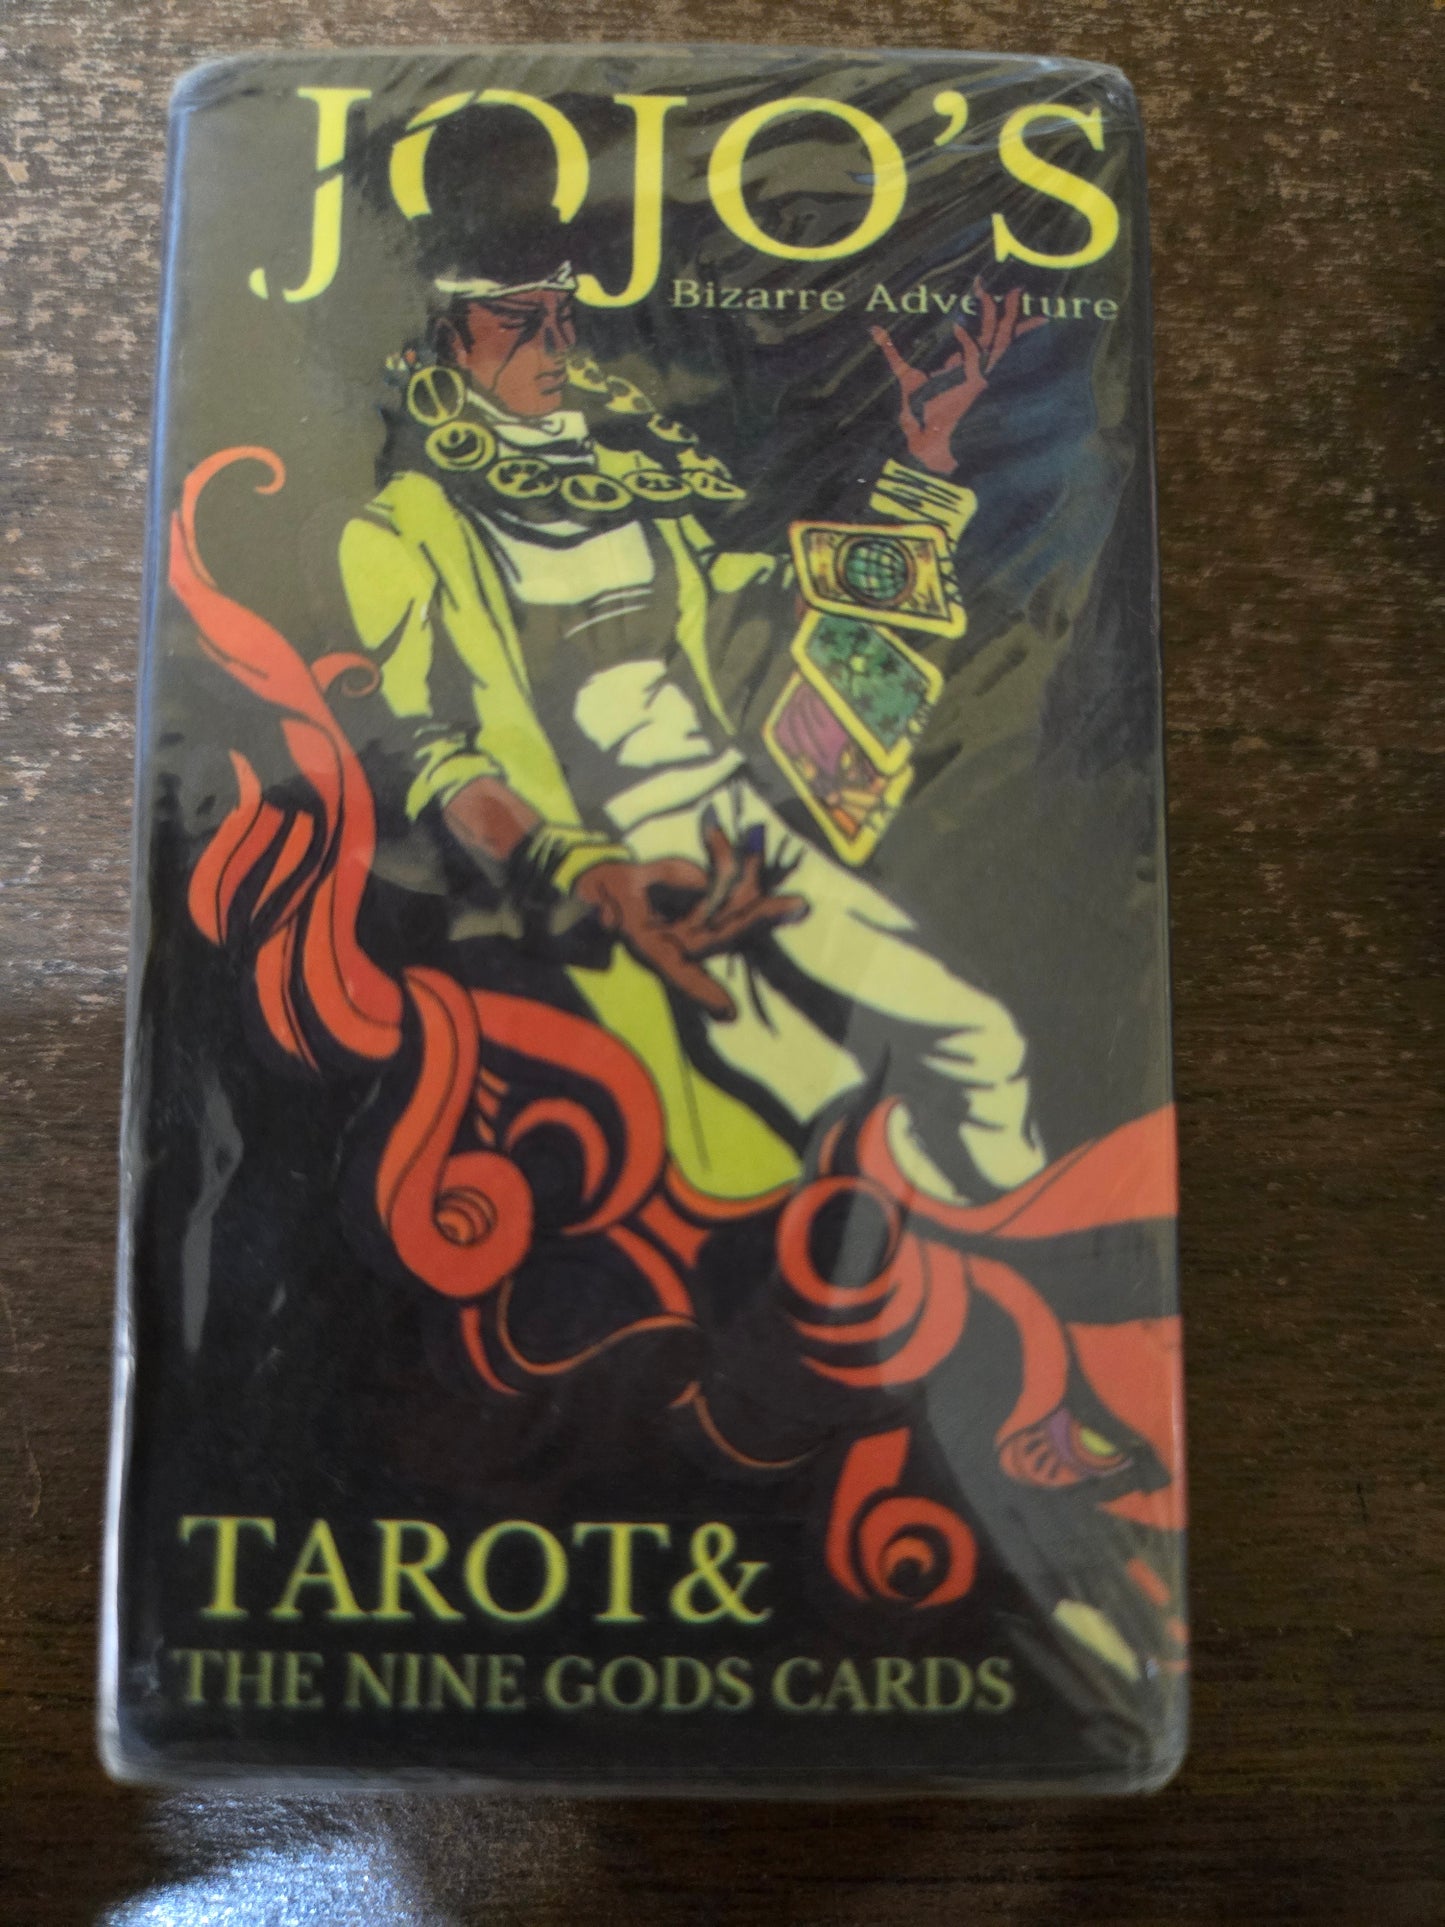 JOJO'S
Bizarre Adventure
TAROT&
THE NINE GODS CARDS